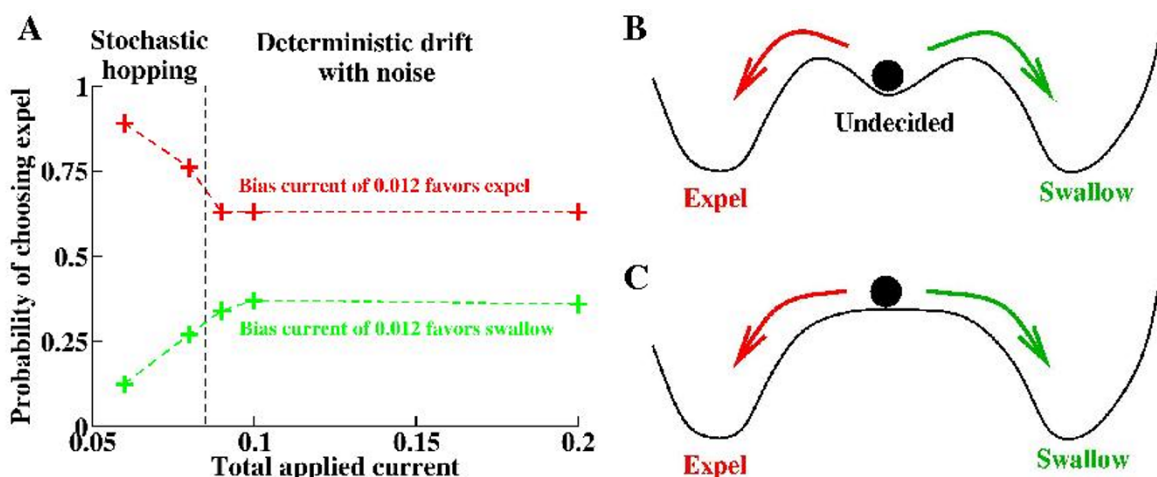 A
Stochastic
hopping
Deterministic drift
with noise
Probability of choosing expel
1
0.75
0.5
0.25
0
Bias current of 0.012 favors expel
Bias current of 0.012 favors swallow
0.05
0.1
0.15
0.2
Total applied current
B
Undecided
Expel
Swallow
C
Expel
Swallow